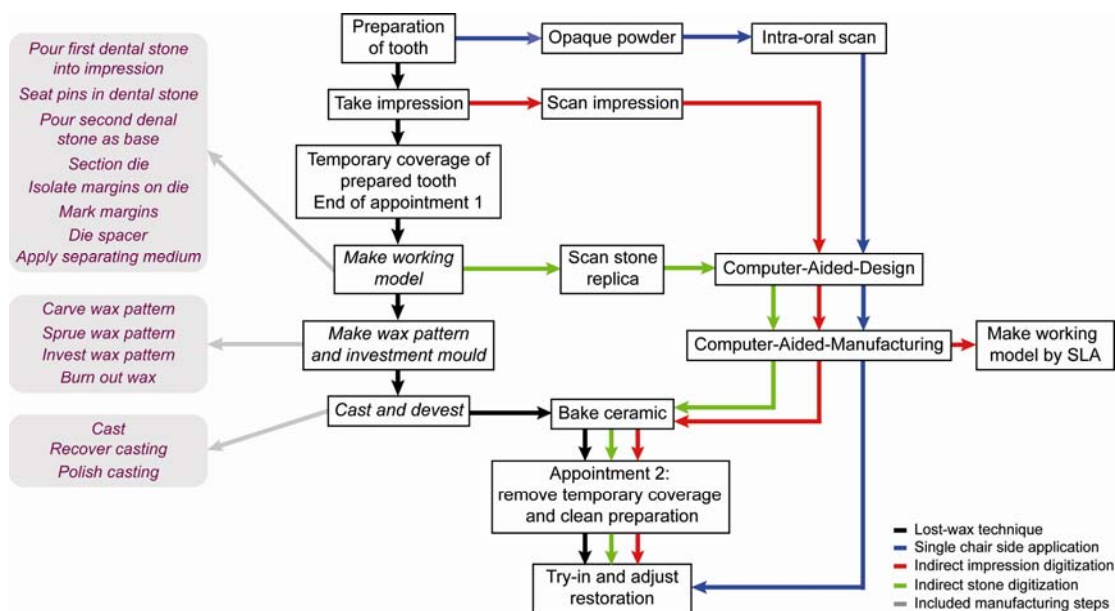 Preparation
of tooth
Opaque powder
Intra-oral scan
Pour first dental stone
into impression
Seat pins in dental stone
Pour second denal
stone as base
Section die
Isolate margins on die
Mark margins
Die spacer
Apply separating medium
Take impression
Scan impression
Temporary coverage of
prepared tooth
End of appointment 1
Make working
model
Scan stone
replica
Computer-Aided-Design
Carve wax pattern
Sprue wax pattern
Invest wax pattern
Burn out wax
Make wax pattern
and investment mould
Computer-Aided-Manufacturing
Make working
model by SLA
Cast
Recover casting
Polish casting
Cast and devest
Bake ceramic
Appointment 2:
remove temporary coverage
and clean preparation
Try-in and adjust
restoration
Lost-wax technique
Single chair side application
Indirect impression digitization
Indirect stone digitization
Included manufacturing steps